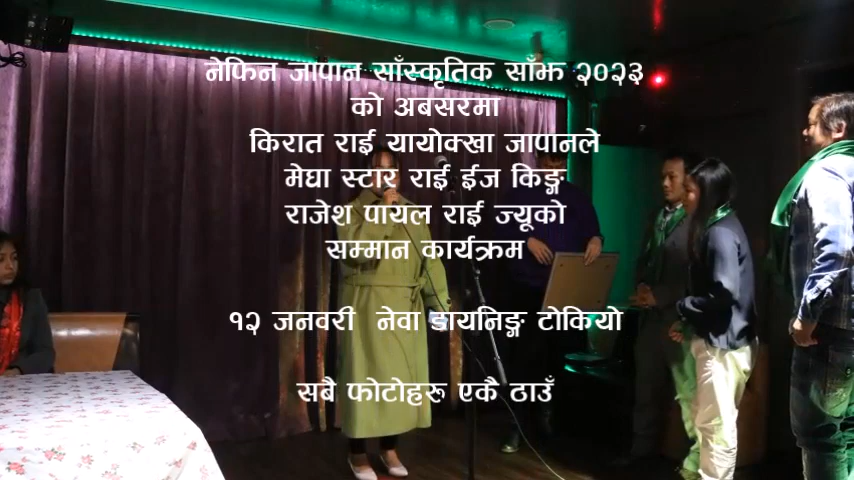 नेफिन जापान साँस्कृतिक साँझ २०२३
को अबसरमा
किरात राई यायोक्खा जापानले
मेघा स्टार राई ईज किङ्ग
राजेश पायल राई ज्यूको
सम्मान कार्यक्रम
१२ जनवरी नेवा डायनिङ्ग टोकियो
सबै फोटोहरू एकै ठाउँ